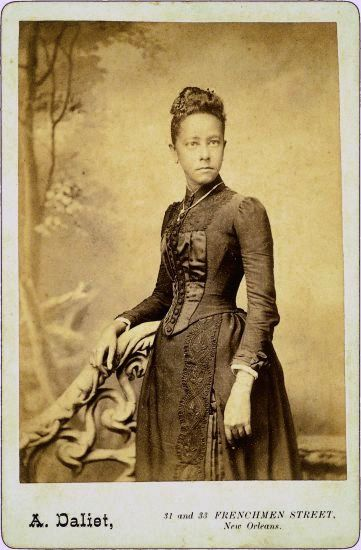 A. Daliet,
31 and 33 FRENCHMEN STREET,
New Orleans.